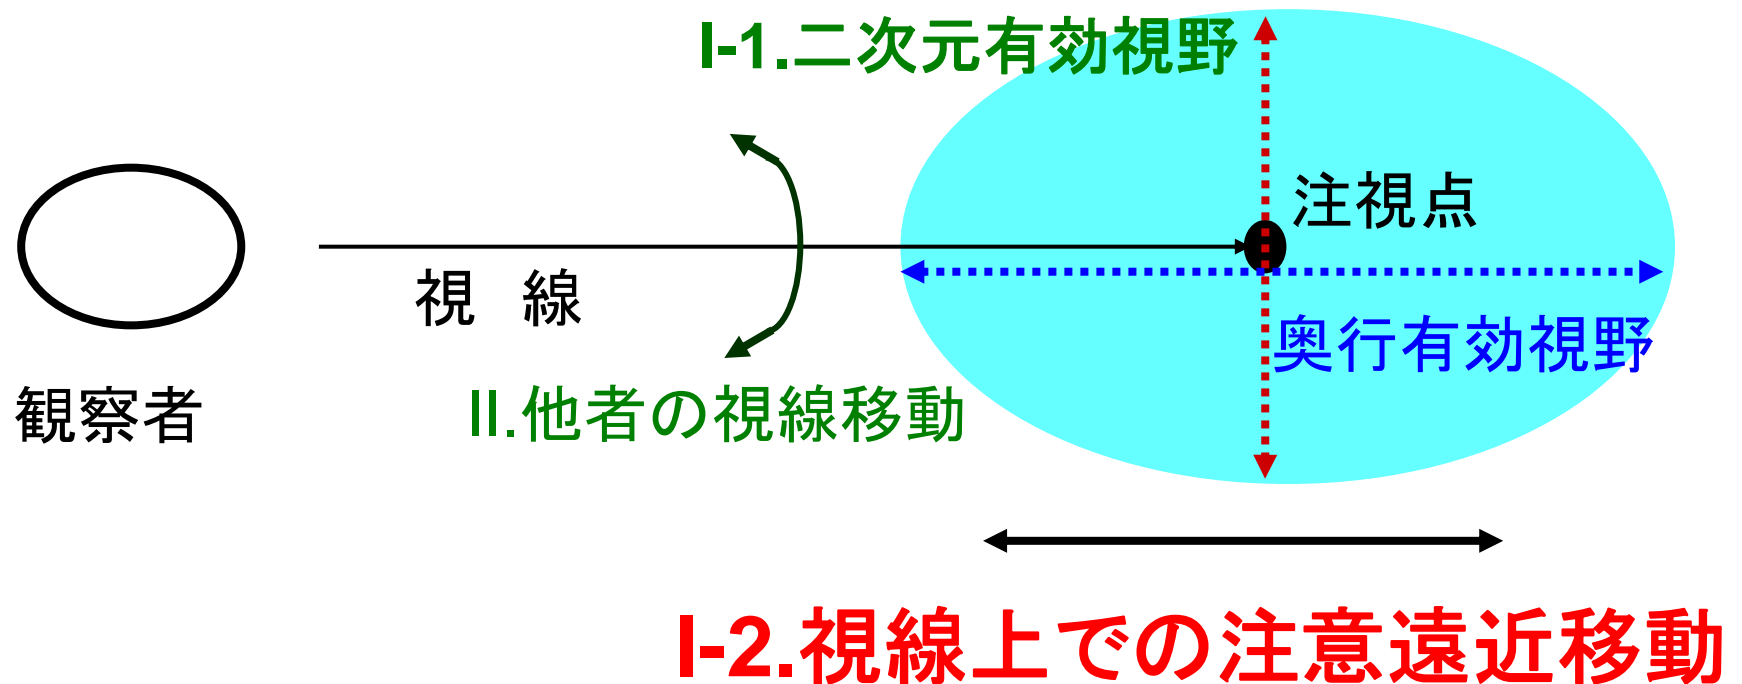 I-1.二次元有効視野
注視点
視 線
奥行有効視野
観察者
II.他者の視線移動
I-2.視線上での注意遠近移動